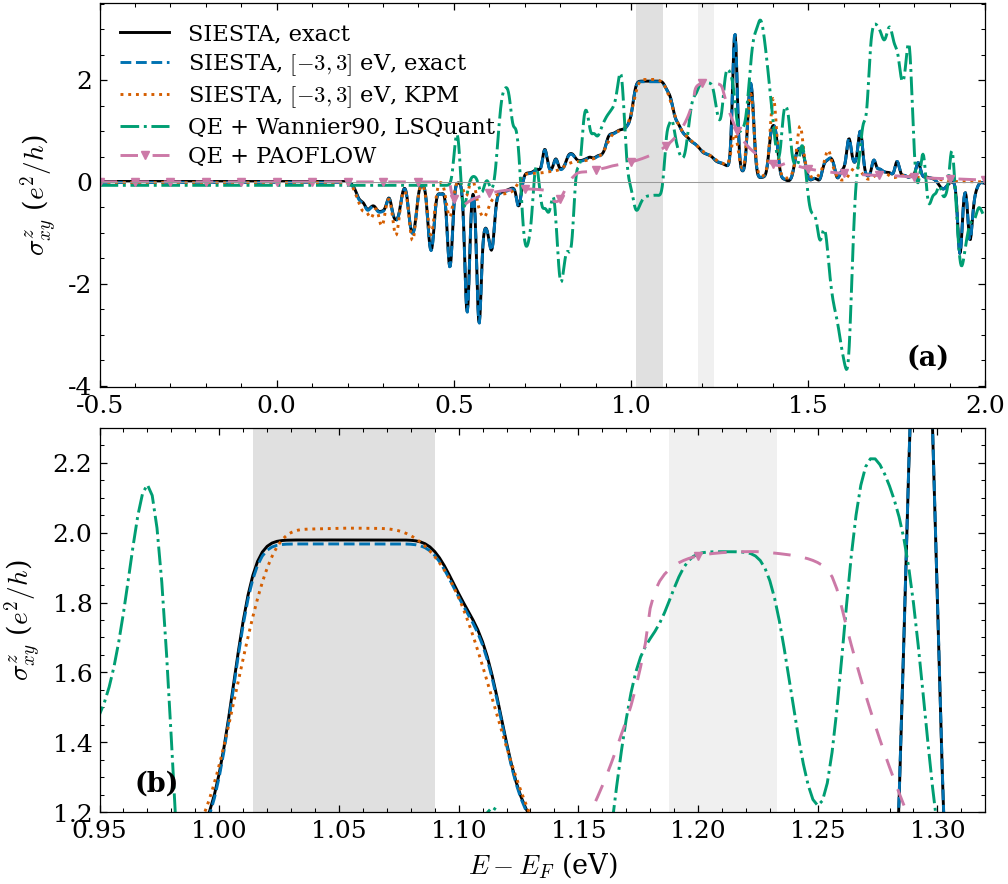 SIESTA, exact
SIESTA, [−3, 3] eV, exact
SIESTA, [−3, 3] eV, KPM
QE + Wannier90, LSQuant
QE + PAOFLOW
2
0
-2
-4
σ^z_xy (e²/h)
(a)
-0.5 0.0 0.5 1.0 1.5 2.0
2.2
2.0
1.8
1.6
1.4
1.2
σ^z_xy (e²/h)
(b)
0.95 1.00 1.05 1.10 1.15 1.20 1.25 1.30
E − E_F (eV)